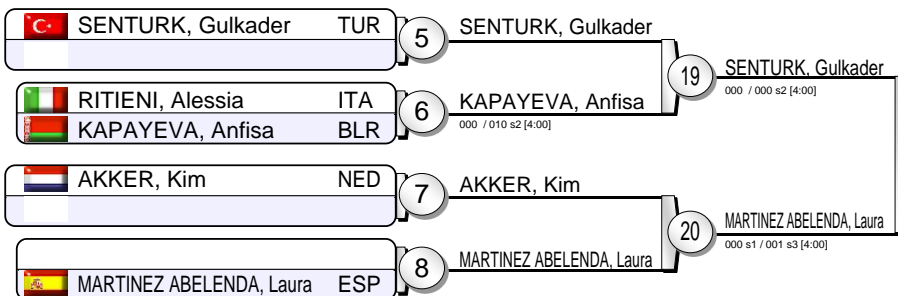 SENTURK, Gulkader TUR
5
SENTURK, Gulkader
RITIENI, Alessia ITA
KAPAYEVA, Anfisa BLR
6
KAPAYEVA, Anfisa
000 / 010 s2 [4:00]
19
SENTURK, Gulkader
000 / 000 s2 [4:00]
AKKER, Kim NED
7
AKKER, Kim
MARTINEZ ABELENDA, Laura ESP
8
MARTINEZ ABELENDA, Laura
20
MARTINEZ ABELENDA, Laura
000 s1 / 001 s3 [4:00]